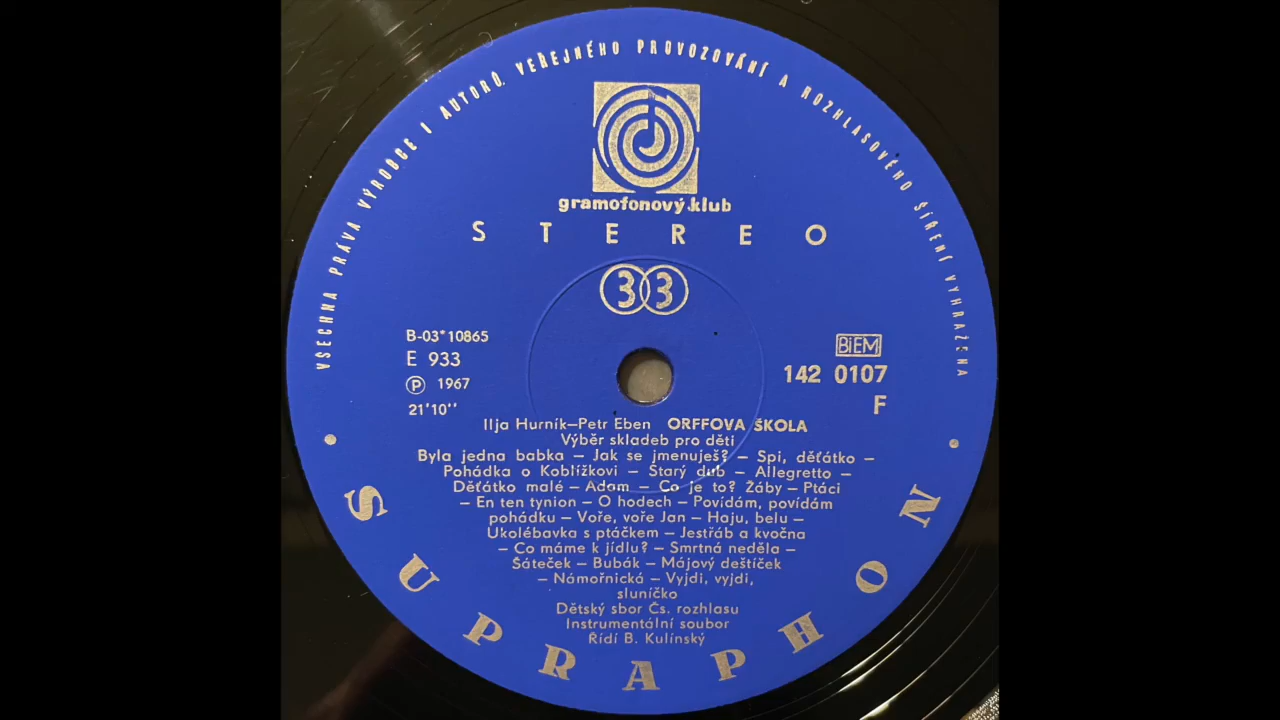 VŠECHNA PRÁVA VÝROBCE I AUTORŮ, VEŘEJNÉHO PROVOZOVÁNÍ A ROZHLASOVÉHO ŠÍŘENÍ VYHRAŽENA
gramofonový klub
STEREO
33
B-03*10865
E 933
Ⓟ 1967
21'10''
BIEM
142 0107
F
Ilja Hurník–Petr Eben ORFFOVA ŠKOLA
Výběr skladeb pro děti
Byla jedna babka – Jak se jmenuješ? – Spi, děťátko –
Pohádka o Koblížkovi – Starý dub – Allegretto –
Děťátko malé – Adam – Co je to? Žáby – Ptáci
– En ten tynion – O hodech – Povídám, povídám
pohádku – Voře, voře Jan – Haju, belu –
Ukolébavka s ptáčkem – Jestřáb a kvočna
– Co máme k jídlu? – Smrtná neděla –
Šáteček – Bubák – Májový deštíček
– Námořnická – Vyjdi, vyjdi,
sluníčko
Dětský sbor Čs. rozhlasu
Instrumentální soubor
Řídí B. Kulínský
SUPRAPHON